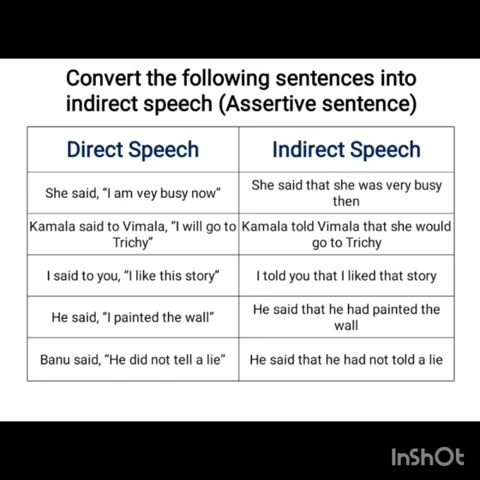 Convert the following sentences into
indirect speech (Assertive sentence)
Direct Speech
Indirect Speech
She said, “I am vey busy now”
She said that she was very busy
then
Kamala said to Vimala, “I will go to
Trichy”
Kamala told Vimala that she would
go to Trichy
I said to you, “I like this story”
I told you that I liked that story
He said, “I painted the wall”
He said that he had painted the
wall
Banu said, “He did not tell a lie”
He said that he had not told a lie
InShOt